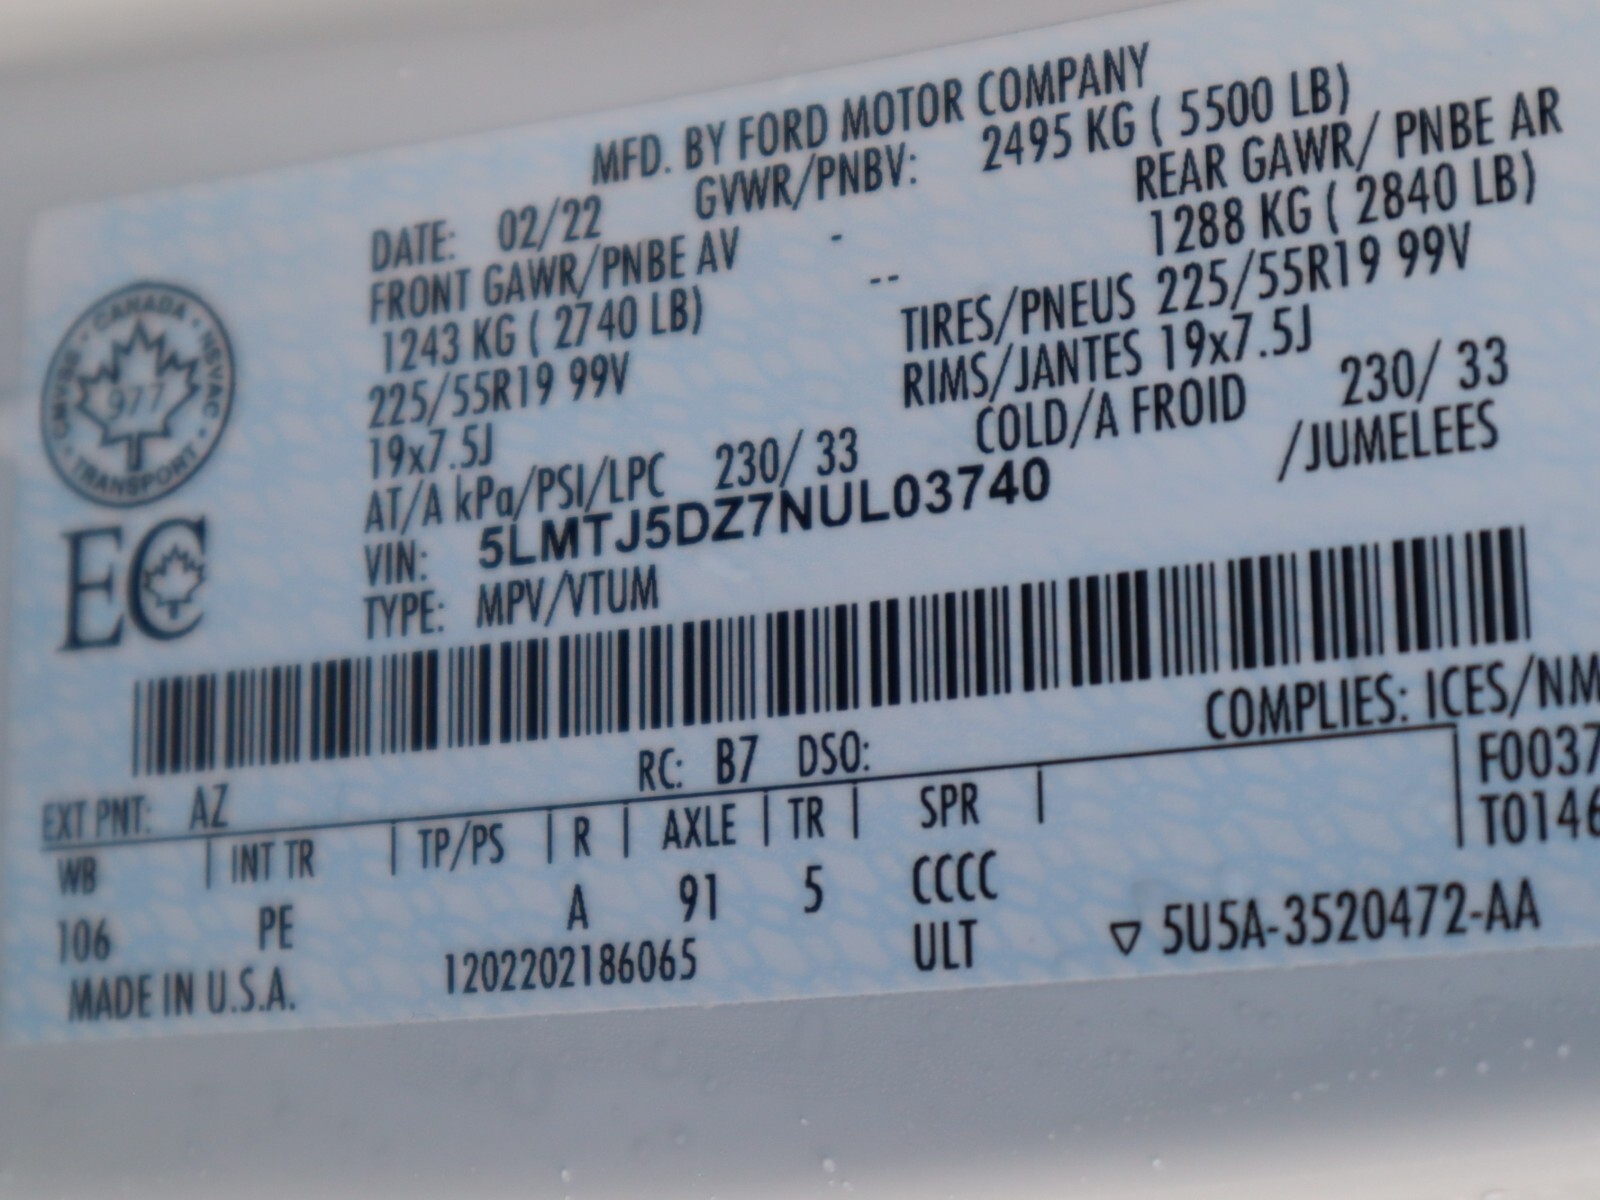 MFD. BY FORD MOTOR COMPANY
DATE: 02/22 GVWR/PNBV: 2495 KG ( 5500 LB)
FRONT GAWR/PNBE AV - REAR GAWR/ PNBE AR
1243 KG ( 2740 LB) -- 1288 KG ( 2840 LB)
225/55R19 99V TIRES/PNEUS 225/55R19 99V
19x7.5J RIMS/JANTES 19x7.5J
AT/A kPa/PSI/LPC 230/ 33 COLD/A FROID 230/ 33
VIN: 5LMTJ5DZ7NUL03740 /JUMELEES
TYPE: MPV/VTUM
CANADA · NSVAC · TRANSPORT · CMVSS ·
977
EC
COMPLIES: ICES/NM
EXT PNT: AZ RC: B7 DSO: F0037
WB | INT TR | TP/PS | R | AXLE | TR | SPR | T0146
106 PE A 91 5 CCCC
MADE IN U.S.A. 1202202186065 ULT ▽ 5U5A-3520472-AA